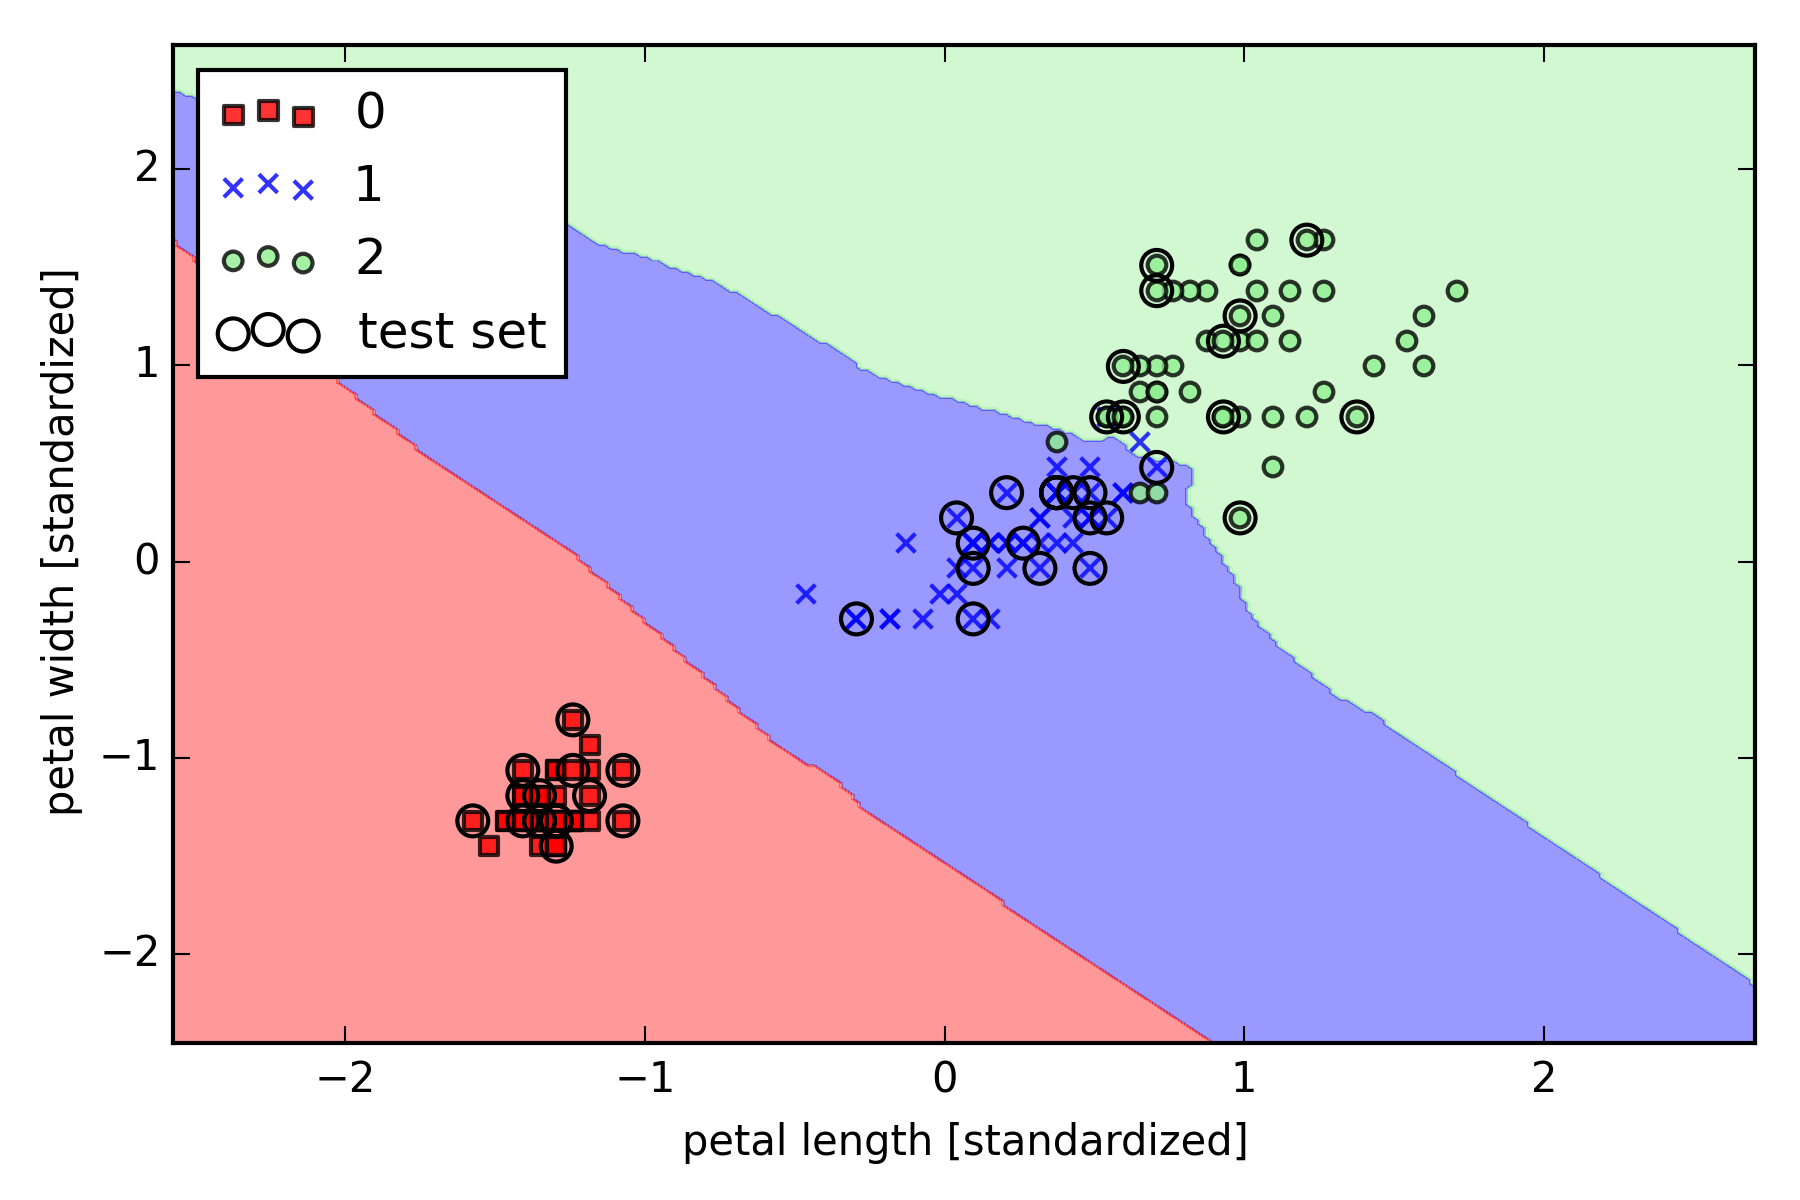 0
1
2
test set
2
1
0
−1
−2
petal width [standardized]
−2 −1 0 1 2
petal length [standardized]